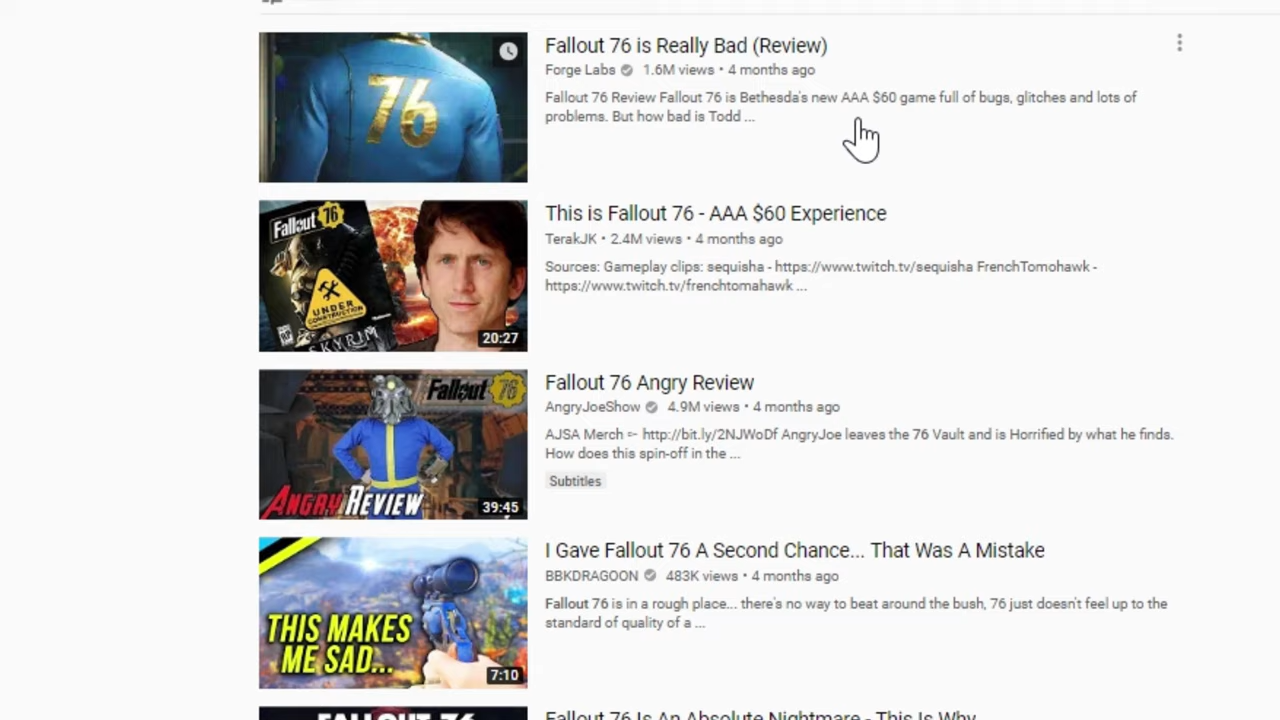 76
Fallout 76 is Really Bad (Review)
Forge Labs 1.6M views • 4 months ago
Fallout 76 Review Fallout 76 is Bethesda's new AAA $60 game full of bugs, glitches and lots of
problems. But how bad is Todd ...
Fallout 76
UNDER
CONSTRUCTION
SKYRIM
20:27
This is Fallout 76 - AAA $60 Experience
TerakJK • 2.4M views • 4 months ago
Sources: Gameplay clips: sequisha - https://www.twitch.tv/sequisha FrenchTomohawk -
https://www.twitch.tv/frenchtomahawk ...
Fallout 76
ANGRY REVIEW
39:45
Fallout 76 Angry Review
AngryJoeShow 4.9M views • 4 months ago
AJSA Merch =- http://bit.ly/2NJWoDf AngryJoe leaves the 76 Vault and is Horrified by what he finds.
How does this spin-off in the ...
Subtitles
THIS MAKES
ME SAD...
7:10
I Gave Fallout 76 A Second Chance... That Was A Mistake
BBKDRAGOON 483K views • 4 months ago
Fallout 76 is in a rough place... there's no way to beat around the bush, 76 just doesn't feel up to the
standard of quality of a ...
FALLOUT 76
Fallout 76 Is An Absolute Nightmare - This Is Why